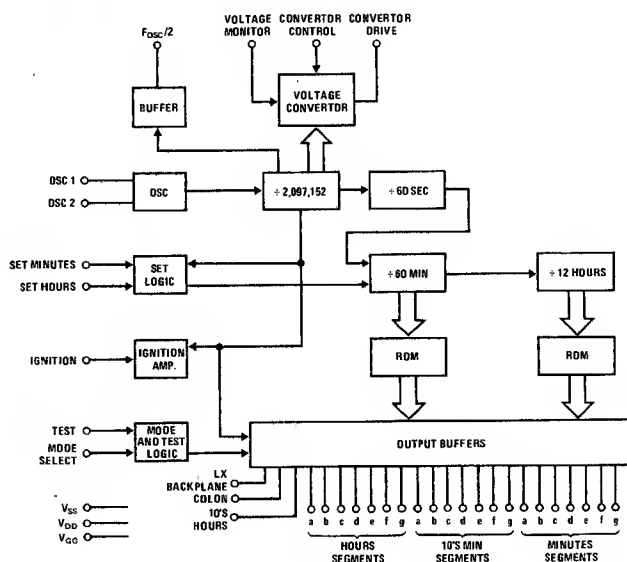 VOLTAGE MONITOR
CONVERTOR CONTROL
CONVERTOR DRIVE
FOSC/2
BUFFER
VOLTAGE CONVERTOR
OSC 1
OSC 2
OSC
÷ 2,097,152
÷ 60 SEC
SET MINUTES
SET HOURS
SET LOGIC
÷60 MIN
÷12 HOURS
IGNITION
IGNITION AMP.
ROM
ROM
TEST
MODE SELECT
MODE AND TEST LOGIC
OUTPUT BUFFERS
LX BACKPLANE
COLON
10'S HOURS
VSS
VDD
VGG
a b c d e f g a b c d e f g a b c d e f g
HOURS SEGMENTS
10'S MIN SEGMENTS
MINUTES SEGMENTS